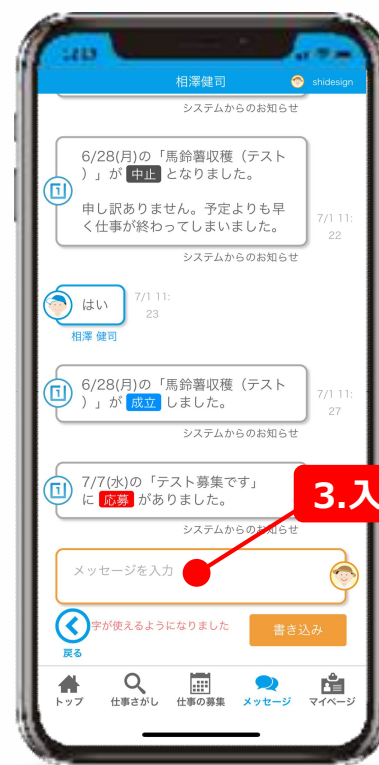 相澤健司
shidesign
システムからのお知らせ
6/28(月)の「馬鈴薯収穫（テスト
）」が 中止 となりました。
申し訳ありません。予定よりも早
く仕事が終わってしまいました。
7/1 11:
22
システムからのお知らせ
はい
7/1 11:
23
相澤 健司
6/28(月)の「馬鈴薯収穫（テスト
）」が 成立 しました。
7/1 11:
27
システムからのお知らせ
7/7(水)の「テスト募集です」
に 応募 がありました。
3.入
システムからのお知らせ
メッセージを入力
字が使えるようになりました
書き込み
戻る
トップ
仕事さがし
仕事の募集
メッセージ
マイページ